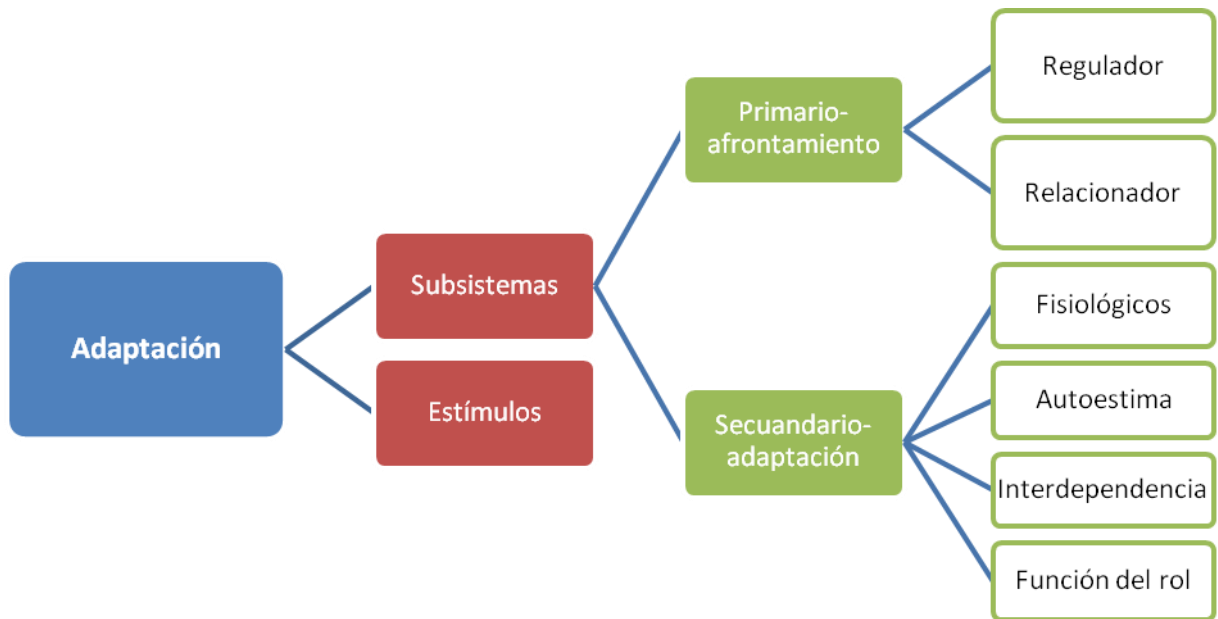 Adaptación
Subsistemas
Estímulos
Primario-
afrontamiento
Secuandario-
adaptación
Regulador
Relacionador
Fisiológicos
Autoestima
Interdependencia
Función del rol